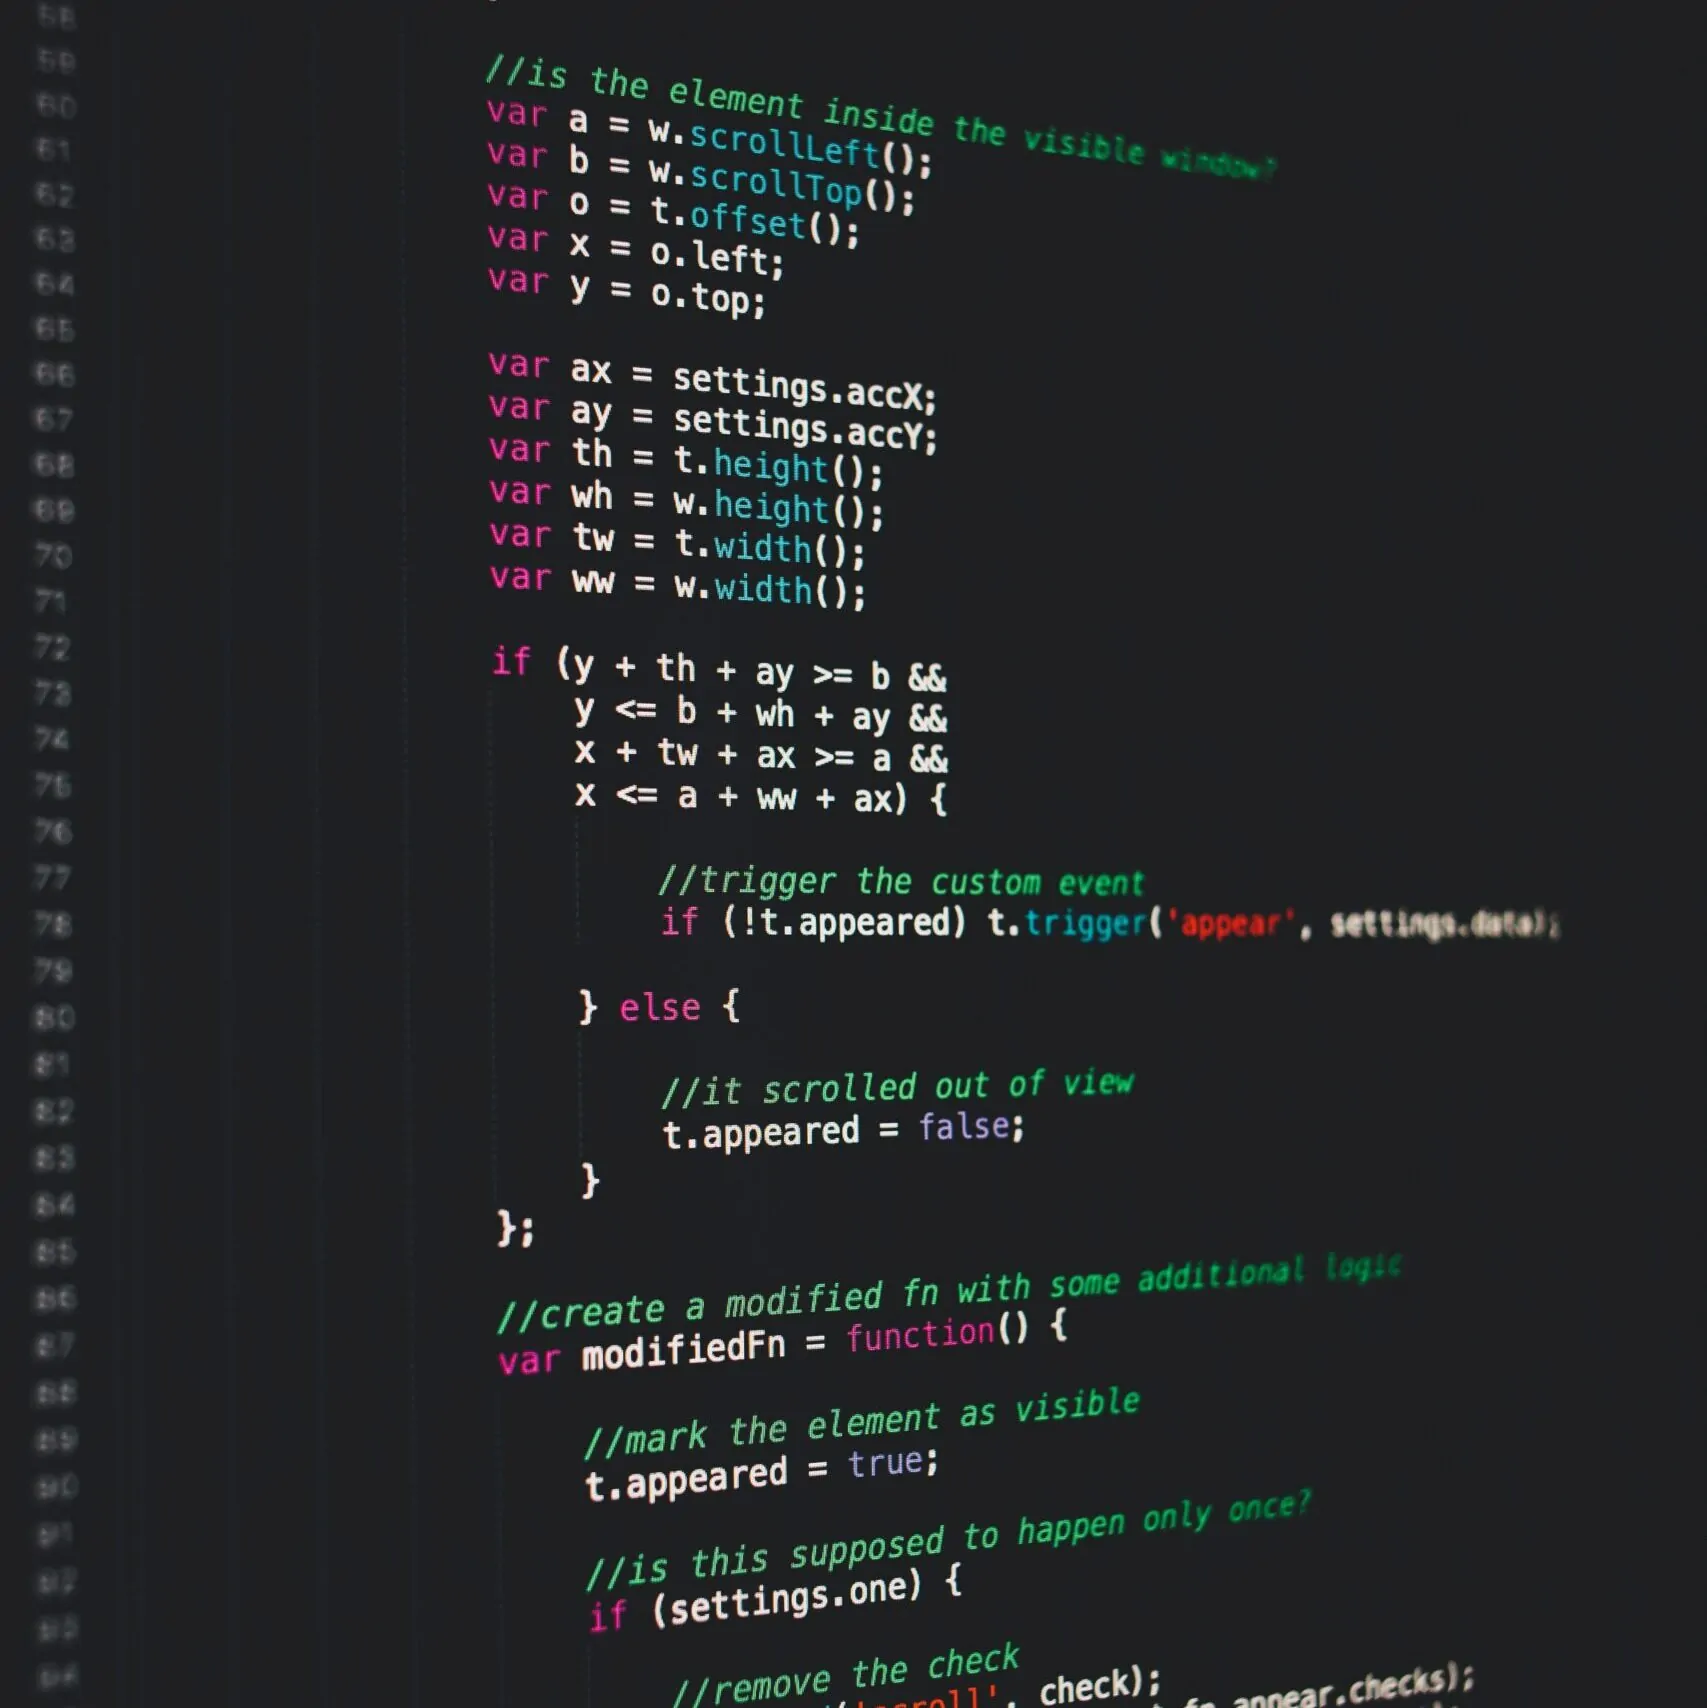 58
59
60
61
62
63
64
65
66
67
68
69
70
71
72
73
74
75
76
77
78
79
80
81
82
83
84
85
86
87
88
89
90
91
92
93
94
//is the element inside the visible window?
var a = w.scrollLeft();
var b = w.scrollTop();
var o = t.offset();
var x = o.left;
var y = o.top;
var ax = settings.accX;
var ay = settings.accY;
var th = t.height();
var wh = w.height();
var tw = t.width();
var ww = w.width();
if (y + th + ay >= b &&
y <= b + wh + ay &&
x + tw + ax >= a &&
x <= a + ww + ax) {
//trigger the custom event
if (!t.appeared) t.trigger('appear', settings.data);
} else {
//it scrolled out of view
t.appeared = false;
}
};
//create a modified fn with some additional logic
var modifiedFn = function() {
//mark the element as visible
t.appeared = true;
//is this supposed to happen only once?
if (settings.one) {
//remove the check
('scroll', check);
fn.appear.checks);